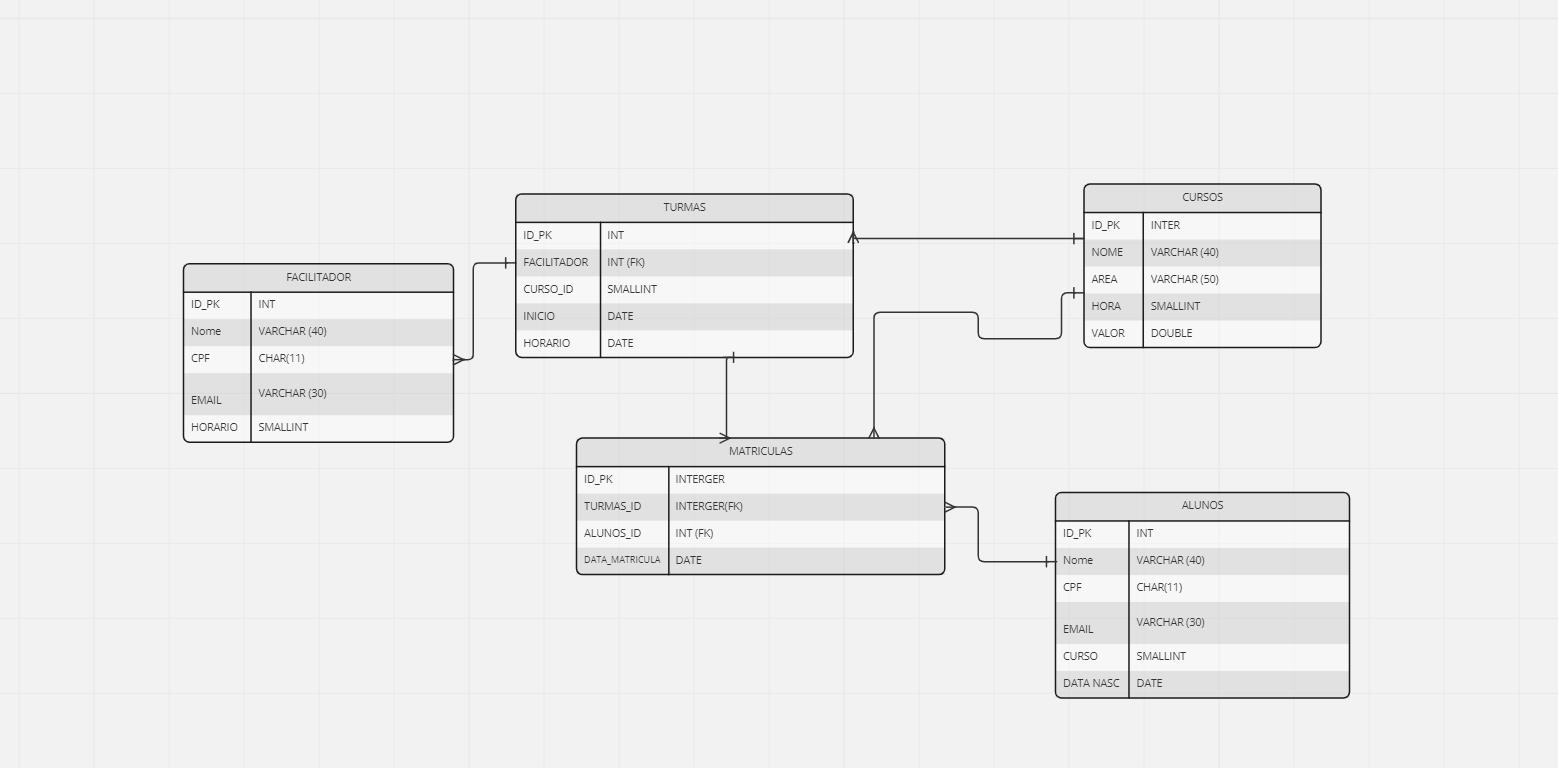 TURMAS
ID_PK INT
FACILITADOR INT (FK)
CURSO_ID SMALLINT
INICIO DATE
HORARIO DATE
CURSOS
ID_PK INTER
NOME VARCHAR (40)
AREA VARCHAR (50)
HORA SMALLINT
VALOR DOUBLE
FACILITADOR
ID_PK INT
Nome VARCHAR (40)
CPF CHAR(11)
EMAIL VARCHAR (30)
HORARIO SMALLINT
MATRICULAS
ID_PK INTERGER
TURMAS_ID INTERGER(FK)
ALUNOS_ID INT (FK)
DATA_MATRICULA DATE
ALUNOS
ID_PK INT
Nome VARCHAR (40)
CPF CHAR(11)
EMAIL VARCHAR (30)
CURSO SMALLINT
DATA NASC DATE